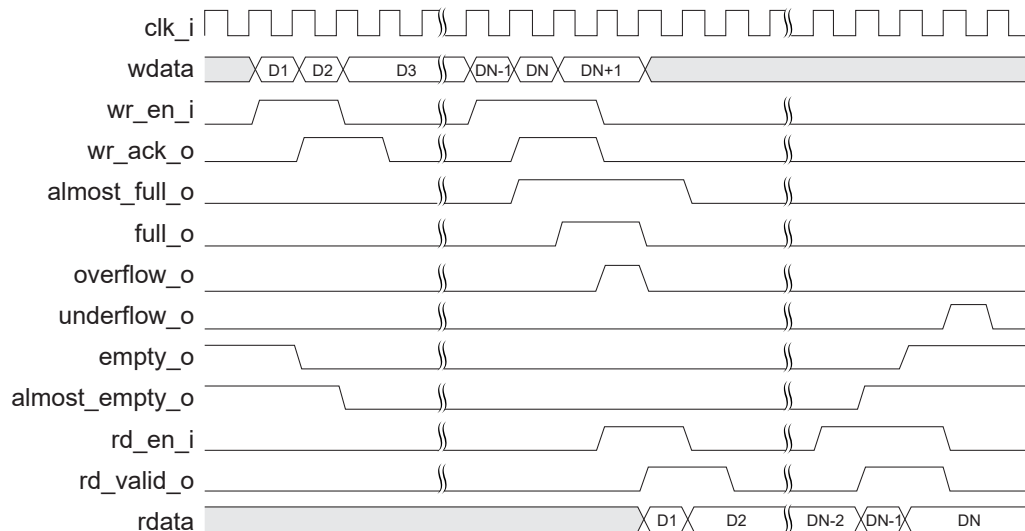 clk_i
wdata D1 D2 D3 DN-1 DN DN+1
wr_en_i
wr_ack_o
almost_full_o
full_o
overflow_o
underflow_o
empty_o
almost_empty_o
rd_en_i
rd_valid_o
rdata D1 D2 DN-2 DN-1 DN